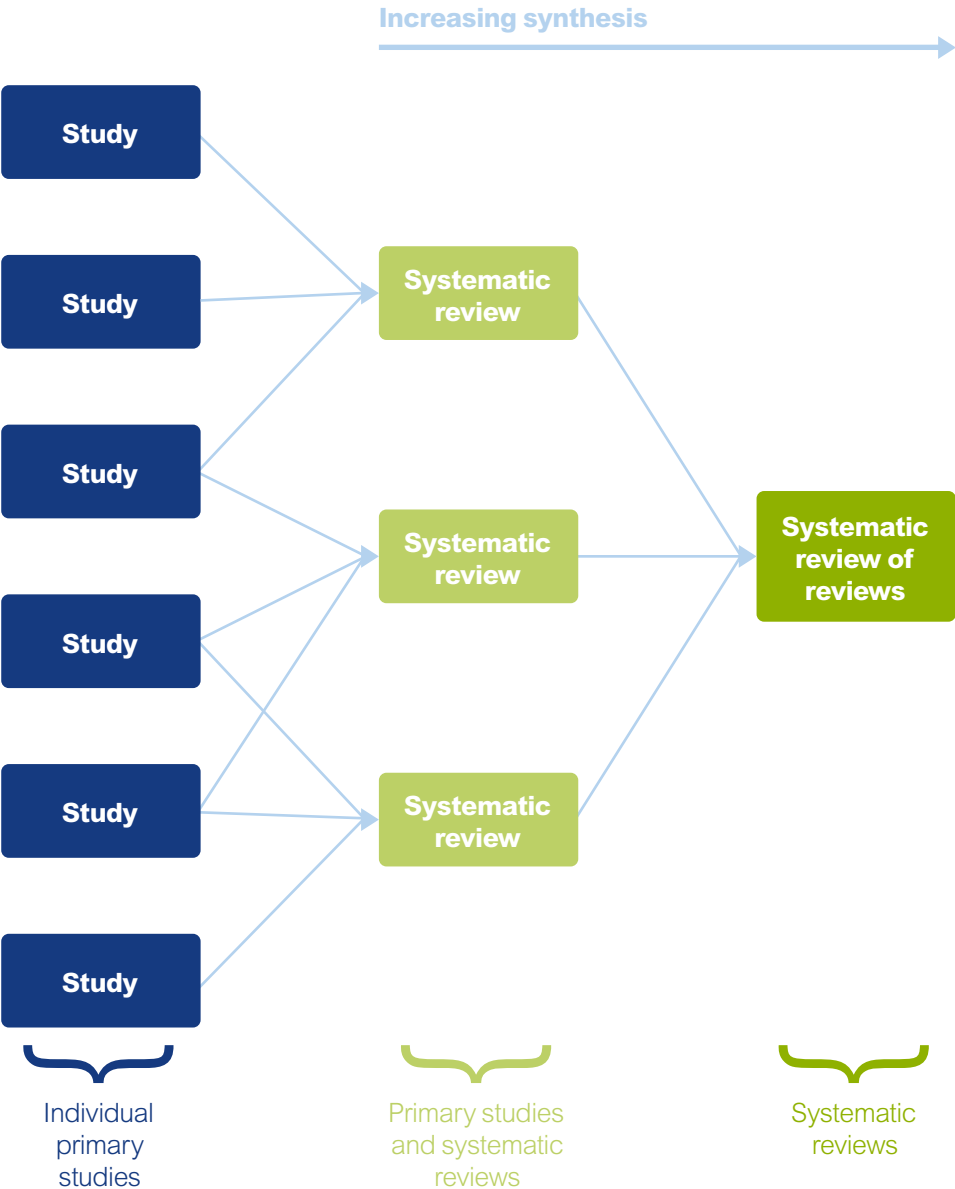 Increasing synthesis
Study
Study
Systematic
review
Study
Systematic
review
Systematic
review of
reviews
Study
Study
Systematic
review
Study
Individual
primary
studies
Primary studies
and systematic
reviews
Systematic
reviews